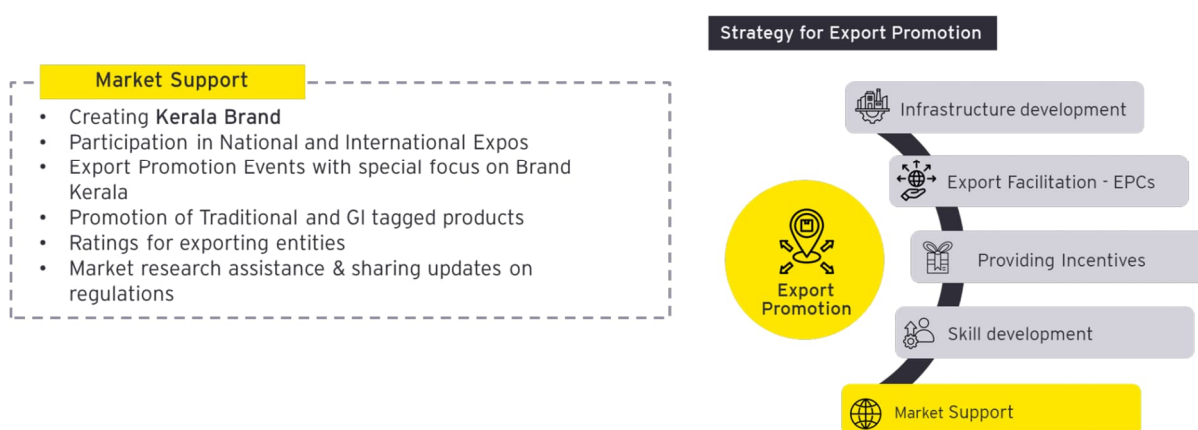 Strategy for Export Promotion
Market Support
• Creating Kerala Brand
• Participation in National and International Expos
• Export Promotion Events with special focus on Brand
Kerala
• Promotion of Traditional and GI tagged products
• Ratings for exporting entities
• Market research assistance & sharing updates on
regulations
Export
Promotion
Infrastructure development
Export Facilitation - EPCs
Providing Incentives
Skill development
Market Support